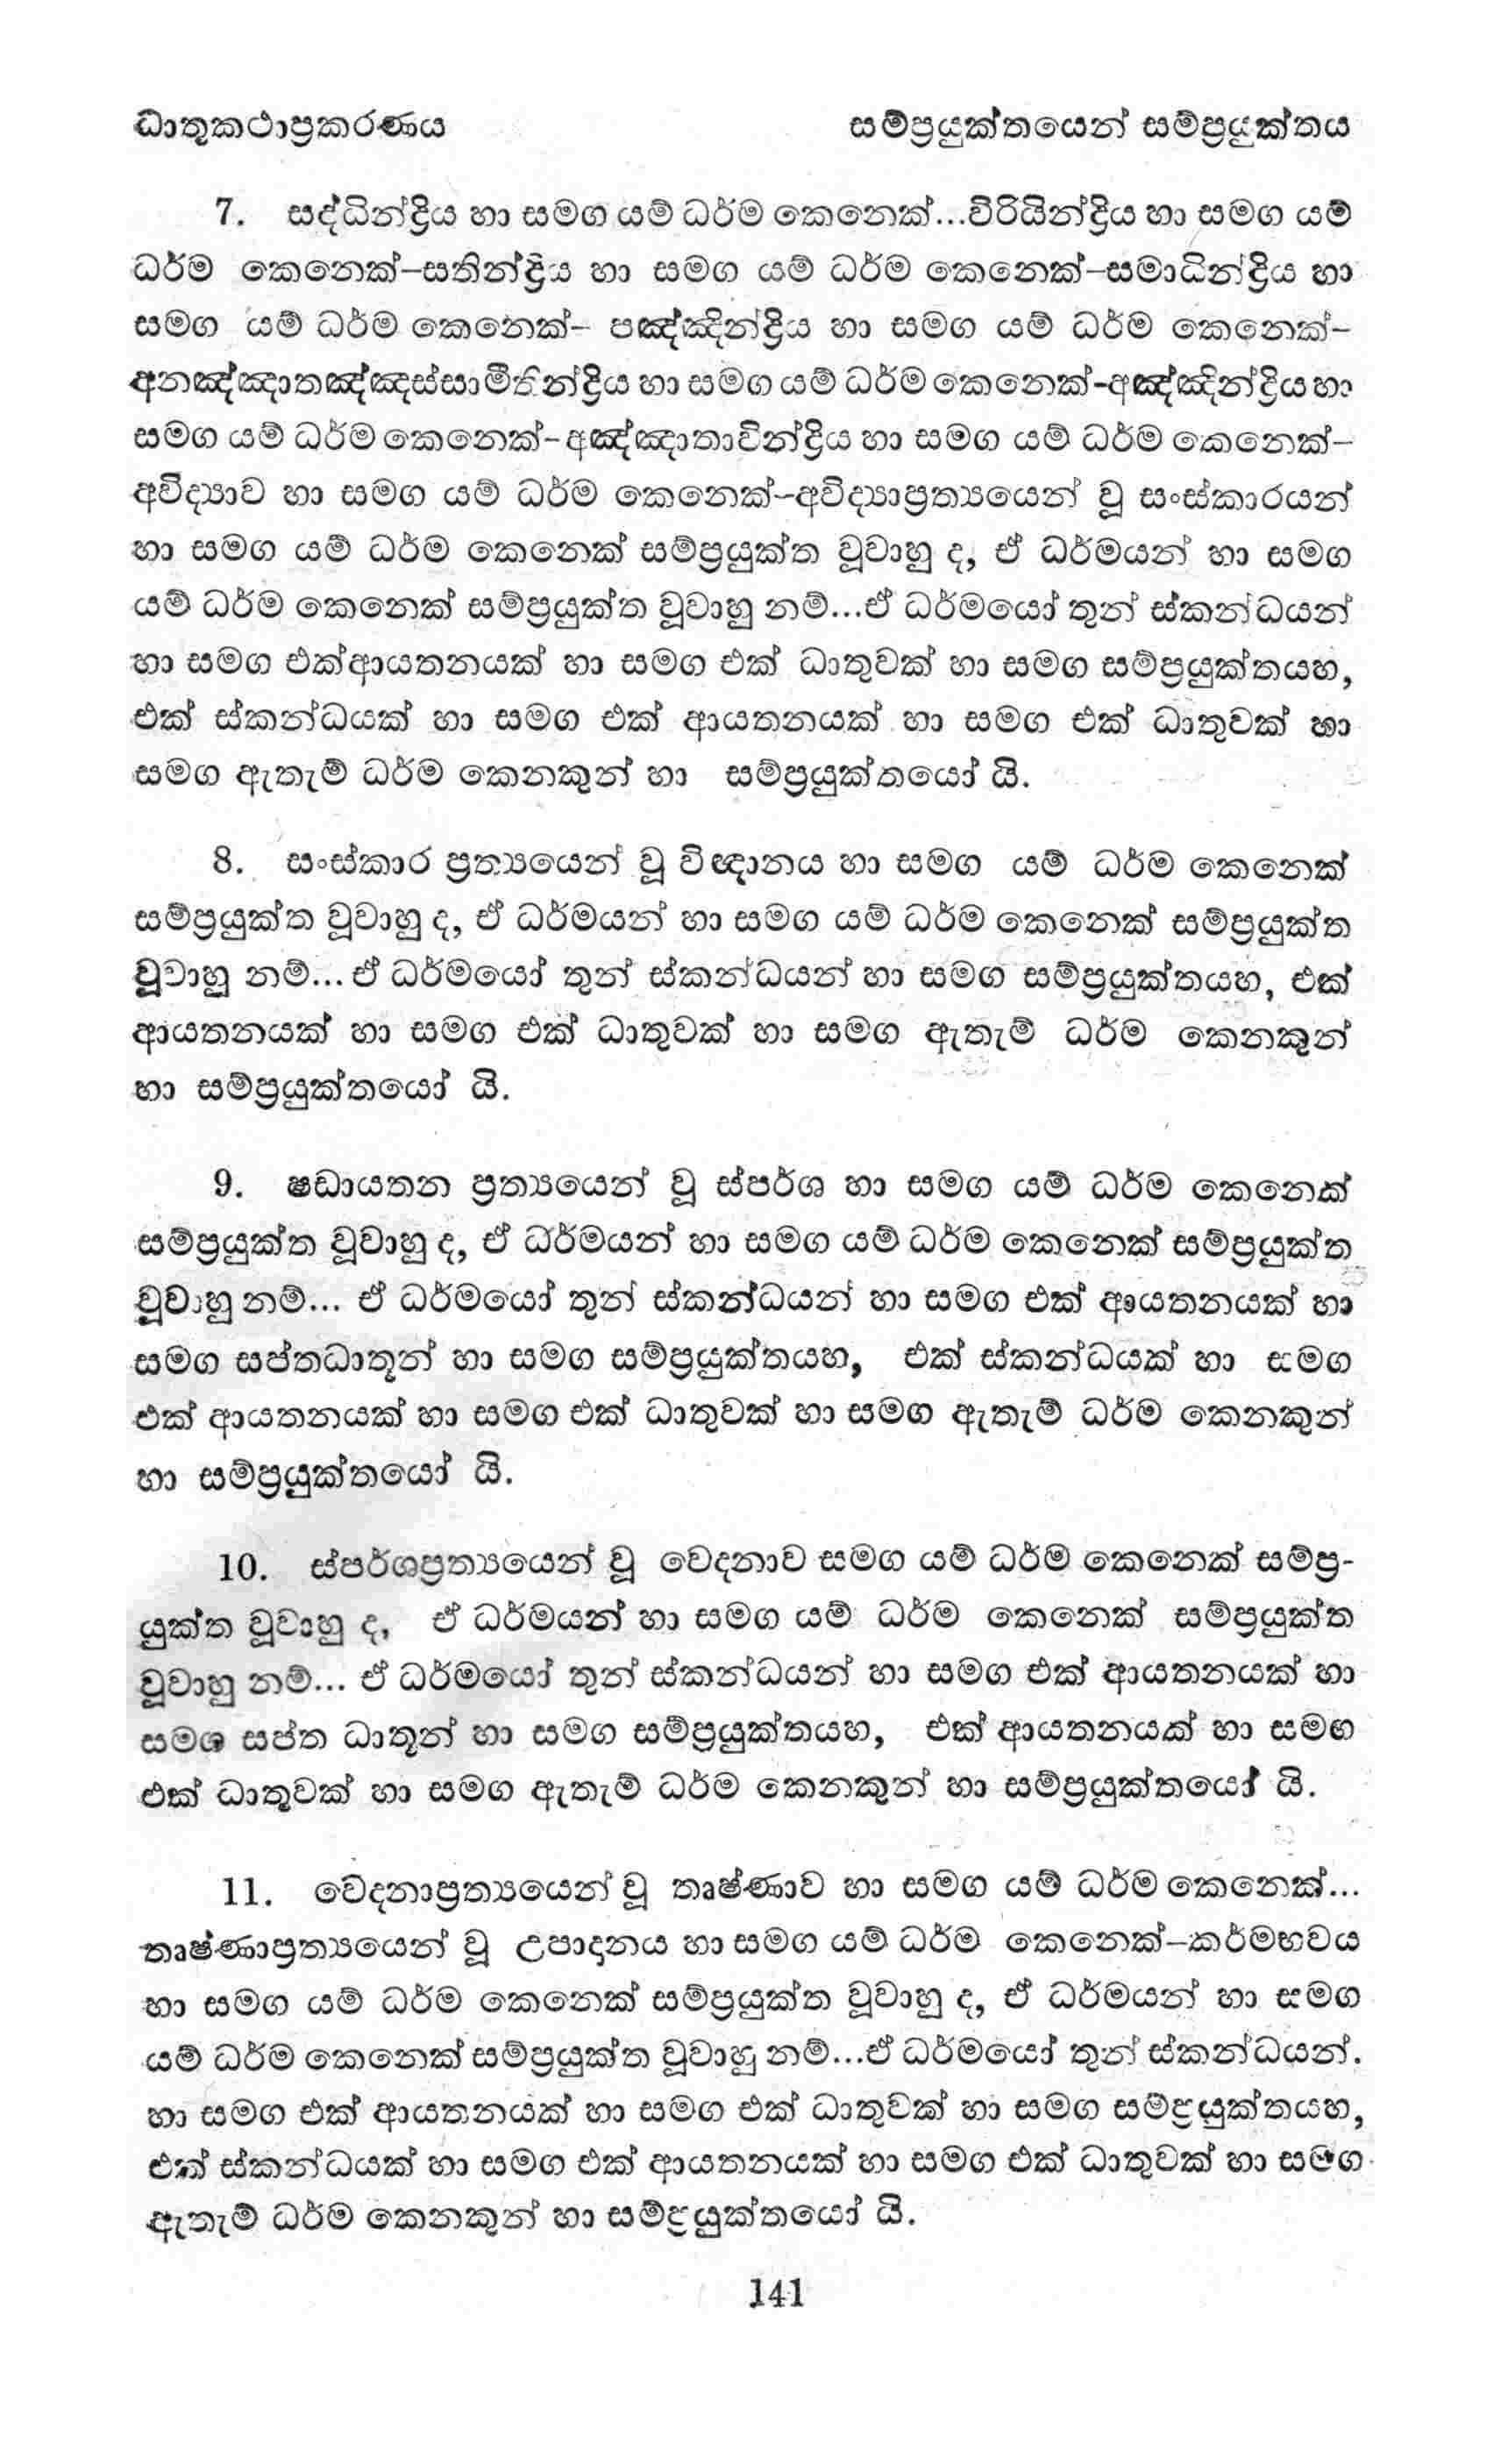 ධාතුකථාප්‍රකරණය සම්ප්‍රයුක්තයෙන් සම්ප්‍රයුක්තය
7. සද්ධින්ද්‍රිය හා සමග යම් ධර්ම කෙනෙක්...විරියින්ද්‍රිය හා සමග යම්
ධර්ම කෙනෙක්–සතින්ද්‍රිය හා සමග යම් ධර්ම කෙනෙක්–සමාධින්ද්‍රිය හා
සමග යම් ධර්ම කෙනෙක්– පඤ්ඤින්ද්‍රිය හා සමග යම් ධර්ම කෙනෙක්–
අනඤ්ඤාතඤ්ඤස්සාමීතින්ද්‍රිය හා සමග යම් ධර්ම කෙනෙක්-අඤ්ඤින්ද්‍රිය හා
සමග යම් ධර්ම කෙනෙක්–අඤ්ඤාතාවින්ද්‍රිය හා සමග යම් ධර්ම කෙනෙක්–
අවිද්‍යාව හා සමග යම් ධර්ම කෙනෙක්–අවිද්‍යාප්‍රත්‍යයෙන් වූ සංස්කාරයන්
හා සමග යම් ධර්ම කෙනෙක් සම්ප්‍රයුක්ත වූවාහු ද, ඒ ධර්මයන් හා සමග
යම් ධර්ම කෙනෙක් සම්ප්‍රයුක්ත වූවාහු නම්...ඒ ධර්මයෝ තුන් ස්කන්ධයන්
හා සමග එක්ආයතනයක් හා සමග එක් ධාතුවක් හා සමග සම්ප්‍රයුක්තයහ,
එක් ස්කන්ධයක් හා සමග එක් ආයතනයක් හා සමග එක් ධාතුවක් හා
සමග ඇතැම් ධර්ම කෙනකුන් හා සම්ප්‍රයුක්තයෝ යි.
8. සංස්කාර ප්‍රත්‍යයෙන් වූ විඥානය හා සමග යම් ධර්ම කෙනෙක්
සම්ප්‍රයුක්ත වූවාහු ද, ඒ ධර්මයන් හා සමග යම් ධර්ම කෙනෙක් සම්ප්‍රයුක්ත
වූවාහු නම්... ඒ ධර්මයෝ තුන් ස්කන්ධයන් හා සමග සම්ප්‍රයුක්තයහ, එක්
ආයතනයක් හා සමග එක් ධාතුවක් හා සමග ඇතැම් ධර්ම කෙනකුන්
හා සම්ප්‍රයුක්තයෝ යි.
9. ෂඩායතන ප්‍රත්‍යයෙන් වූ ස්පර්ශ හා සමග යම් ධර්ම කෙනෙක්
සම්ප්‍රයුක්ත වූවාහු ද, ඒ ධර්මයන් හා සමග යම් ධර්ම කෙනෙක් සම්ප්‍රයුක්ත
වූවාහු නම්... ඒ ධර්මයෝ තුන් ස්කන්ධයන් හා සමග එක් ආයතනයක් හා
සමග සප්තධාතූන් හා සමග සම්ප්‍රයුක්තයහ, එක් ස්කන්ධයක් හා සමග
එක් ආයතනයක් හා සමග එක් ධාතුවක් හා සමග ඇතැම් ධර්ම කෙනකුන්
හා සම්ප්‍රයුක්තයෝ යි.
10. ස්පර්ශප්‍රත්‍යයෙන් වූ වෙදනාව සමග යම් ධර්ම කෙනෙක් සම්ප්‍ර-
යුක්ත වූවාහු ද, ඒ ධර්මයන් හා සමග යම් ධර්ම කෙනෙක් සම්ප්‍රයුක්ත
වූවාහු නම්... ඒ ධර්මයෝ තුන් ස්කන්ධයන් හා සමග එක් ආයතනයක් හා
සමග සප්ත ධාතූන් හා සමග සම්ප්‍රයුක්තයහ, එක් ආයතනයක් හා සමඟ
එක් ධාතුවක් හා සමග ඇතැම් ධර්ම කෙනකුන් හා සම්ප්‍රයුක්තයෝ යි.
11. වේදනාප්‍රත්‍යයෙන් වූ තෘෂ්ණාව හා සමග යම් ධර්ම කෙනෙක්...
තෘෂ්ණාප්‍රත්‍යයෙන් වූ උපාදානය හා සමග යම් ධර්ම කෙනෙක්–කර්මභවය
හා සමග යම් ධර්ම කෙනෙක් සම්ප්‍රයුක්ත වූවාහු ද, ඒ ධර්මයන් හා සමග
යම් ධර්ම කෙනෙක් සම්ප්‍රයුක්ත වූවාහු නම්...ඒ ධර්මයෝ තුන් ස්කන්ධයන්.
හා සමග එක් ආයතනයක් හා සමග එක් ධාතුවක් හා සමග සම්ප්‍රයුක්තයහ,
එක් ස්කන්ධයක් හා සමග එක් ආයතනයක් හා සමග එක් ධාතුවක් හා සමග
ඇතැම් ධර්ම කෙනකුන් හා සම්ප්‍රයුක්තයෝ යි.
141